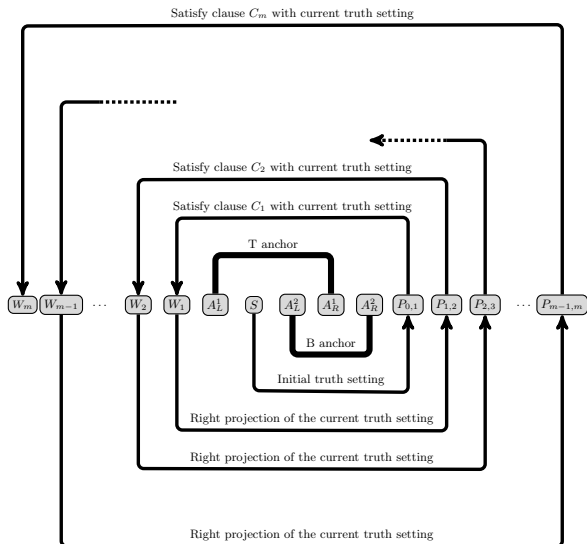 Satisfy clause $C_m$ with current truth setting
Satisfy clause $C_2$ with current truth setting
Satisfy clause $C_1$ with current truth setting
T anchor
$W_m$ $W_{m-1}$ ... $W_2$ $W_1$ $A_L^1$ $S$ $A_L^2$ $A_R^1$ $A_R^2$ $P_{0,1}$ $P_{1,2}$ $P_{2,3}$ ... $P_{m-1,m}$
B anchor
Initial truth setting
Right projection of the current truth setting
Right projection of the current truth setting
Right projection of the current truth setting